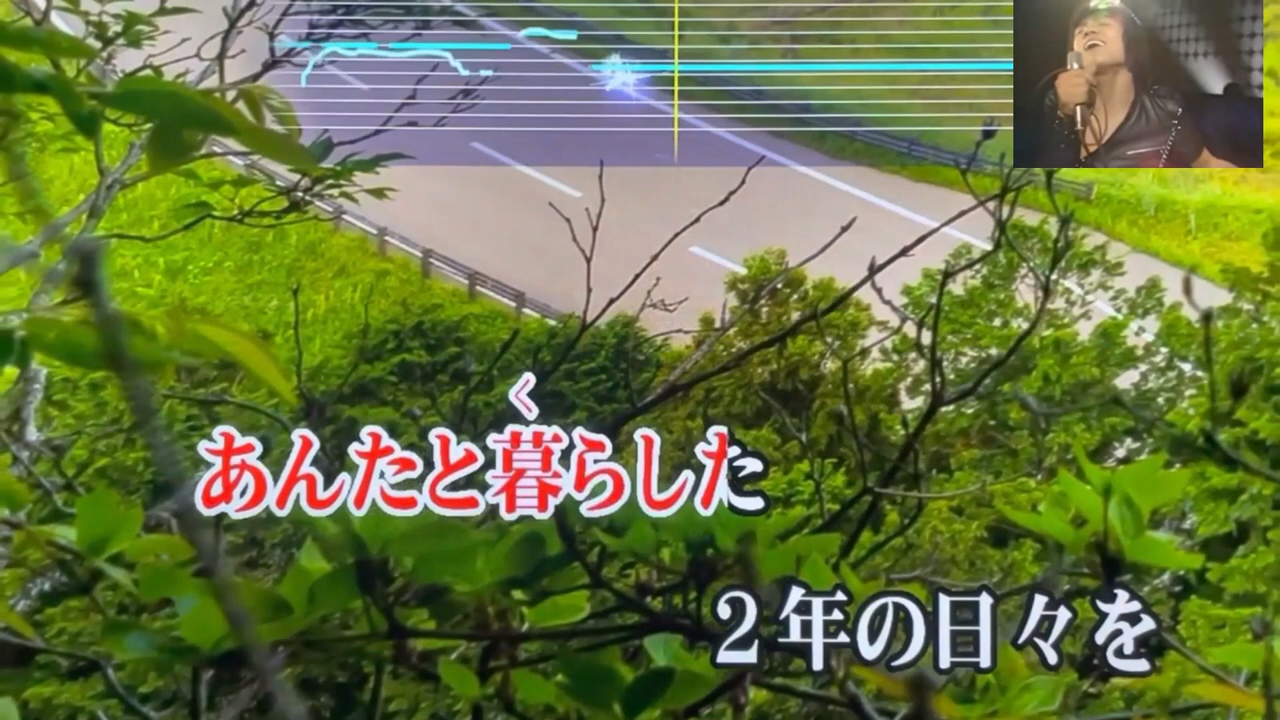 く
あんたと暮らした
２年の日々を